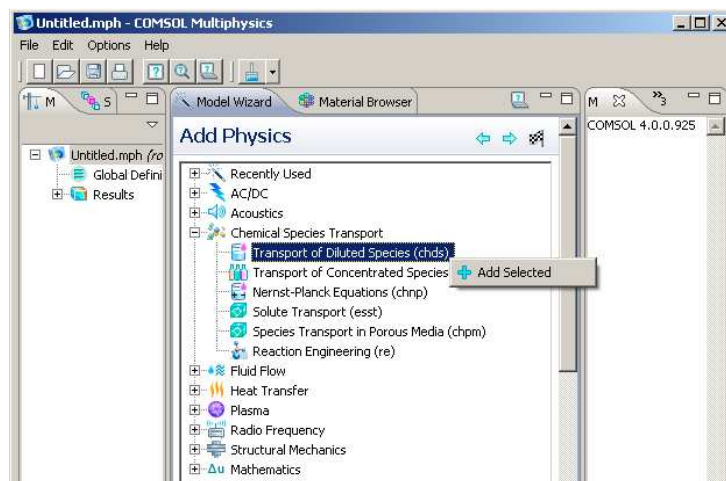 Untitled.mph - COMSOL Multiphysics
File Edit Options Help
M S Model Wizard Material Browser M »3
Add Physics
COMSOL 4.0.0.925
Untitled.mph (ro
Global Defini
Results
Recently Used
AC/DC
Acoustics
Chemical Species Transport
Transport of Diluted Species (chds)
Transport of Concentrated Species
Add Selected
Nernst-Planck Equations (chnp)
Solute Transport (esst)
Species Transport in Porous Media (chpm)
Reaction Engineering (re)
Fluid Flow
Heat Transfer
Plasma
Radio Frequency
Structural Mechanics
Δu Mathematics